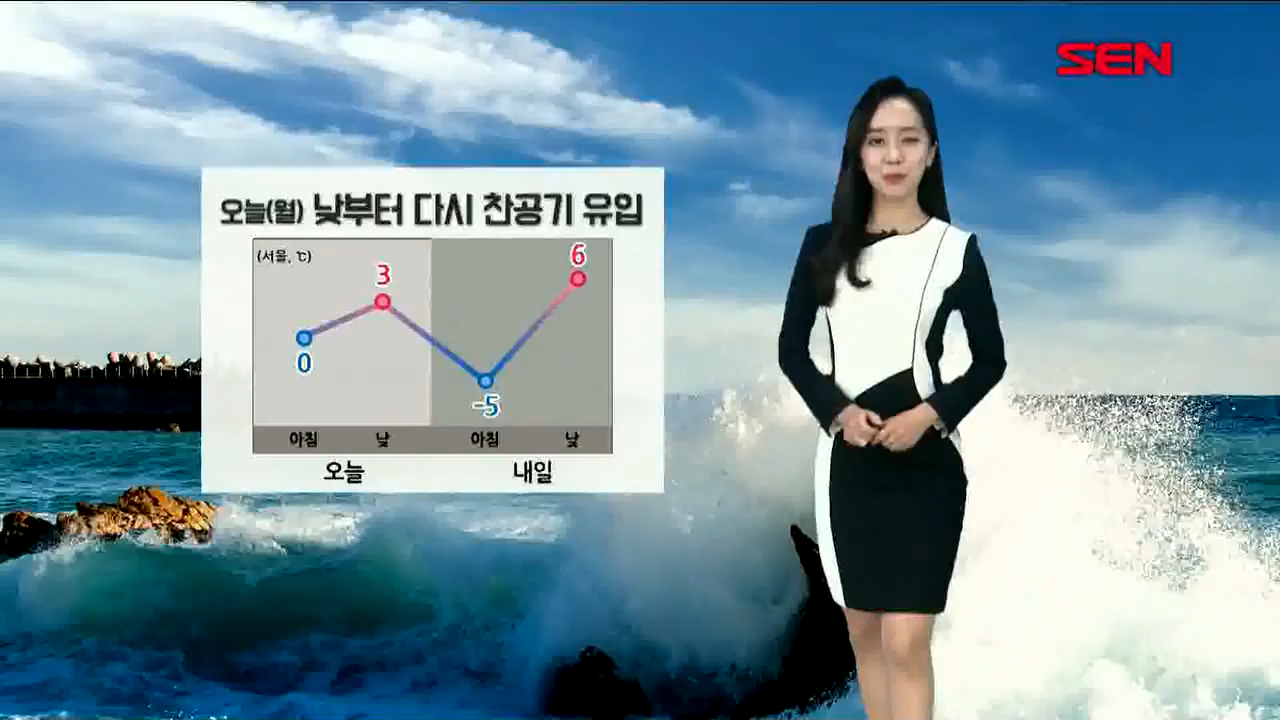 SEN
오늘(월) 낮부터 다시 찬공기 유입
(서울, ℃)
3
6
0
-5
아침 낮 아침 낮
오늘 내일